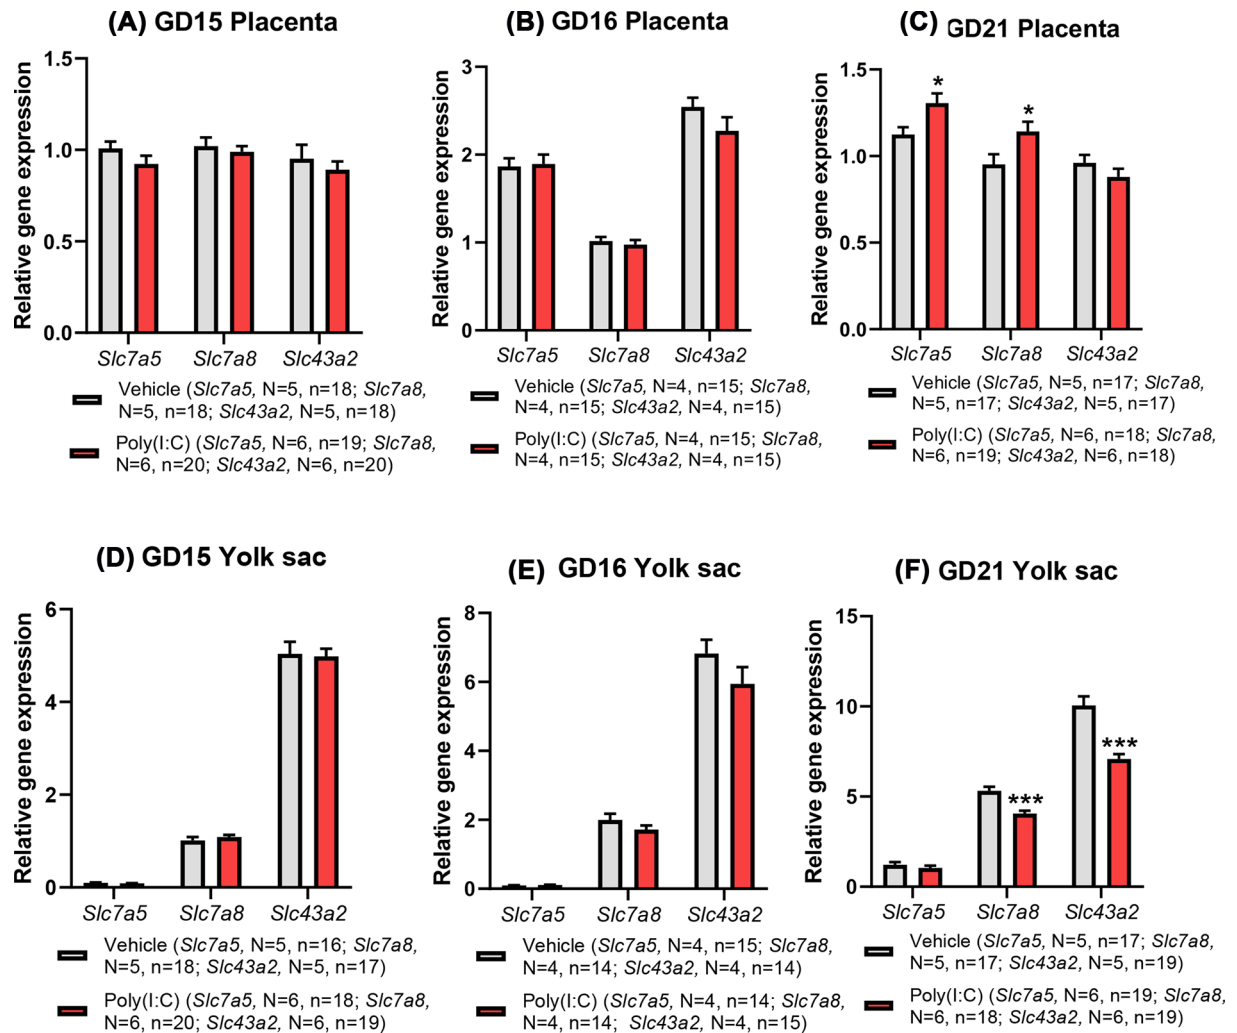 (A) GD15 Placenta
Relative gene expression
1.5
1.0
0.5
0.0
Slc7a5 Slc7a8 Slc43a2
Vehicle (Slc7a5, N=5, n=18; Slc7a8,
N=5, n=18; Slc43a2, N=5, n=18)
Poly(I:C) (Slc7a5, N=6, n=19; Slc7a8,
N=6, n=20; Slc43a2, N=6, n=20)
(B) GD16 Placenta
Relative gene expression
3
2
1
0
Slc7a5 Slc7a8 Slc43a2
Vehicle (Slc7a5, N=4, n=15; Slc7a8,
N=4, n=15; Slc43a2, N=4, n=15)
Poly(I:C) (Slc7a5, N=4, n=15; Slc7a8,
N=4, n=15; Slc43a2, N=4, n=15)
(C) GD21 Placenta
Relative gene expression
1.5
1.0
0.5
0.0
*
*
Slc7a5 Slc7a8 Slc43a2
Vehicle (Slc7a5, N=5, n=17; Slc7a8,
N=5, n=17; Slc43a2, N=5, n=17)
Poly(I:C) (Slc7a5, N=6, n=18; Slc7a8,
N=6, n=19; Slc43a2, N=6, n=18)
(D) GD15 Yolk sac
Relative gene expression
6
4
2
0
Slc7a5 Slc7a8 Slc43a2
Vehicle (Slc7a5, N=5, n=16; Slc7a8,
N=5, n=18; Slc43a2, N=5, n=17)
Poly(I:C) (Slc7a5, N=6, n=18; Slc7a8,
N=6, n=20; Slc43a2, N=6, n=19)
(E) GD16 Yolk sac
Relative gene expression
8
6
4
2
0
Slc7a5 Slc7a8 Slc43a2
Vehicle (Slc7a5, N=4, n=15; Slc7a8,
N=4, n=14; Slc43a2, N=4, n=14)
Poly(I:C) (Slc7a5, N=4, n=14; Slc7a8,
N=4, n=14; Slc43a2, N=4, n=15)
(F) GD21 Yolk sac
Relative gene expression
15
10
5
0
***
***
Slc7a5 Slc7a8 Slc43a2
Vehicle (Slc7a5, N=5, n=17; Slc7a8,
N=5, n=17; Slc43a2, N=5, n=19)
Poly(I:C) (Slc7a5, N=6, n=19; Slc7a8,
N=6, n=18; Slc43a2, N=6, n=19)